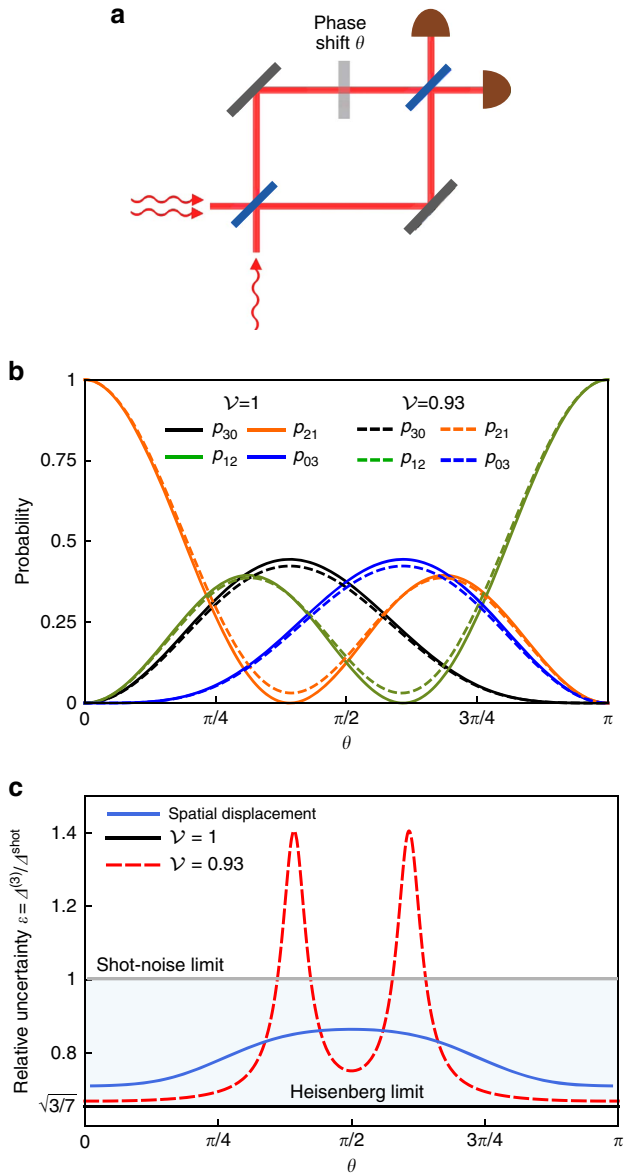 a
Phase
shift θ
b
1
0.75
0.5
0.25
0
Probability
𝒱=1
𝒱=0.93
p₃₀
p₂₁
p₃₀
p₂₁
p₁₂
p₀₃
p₁₂
p₀₃
0
π/4
π/2
3π/4
π
θ
c
Relative uncertainty ε = Δ⁽³⁾/Δˢʰᵒᵗ
1.4
1.2
1
0.8
√3/7
Spatial displacement
𝒱 = 1
𝒱 = 0.93
Shot-noise limit
Heisenberg limit
0
π/4
π/2
3π/4
π
θ